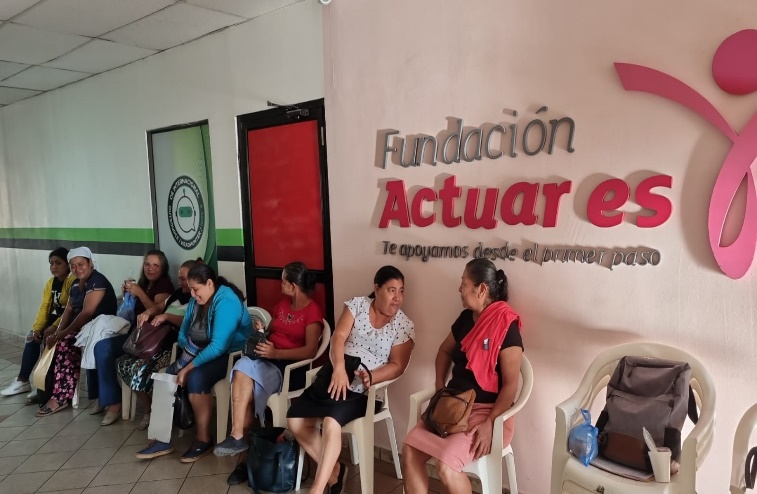 Fundación
Actuar es
Te apoyamos desde el primer paso